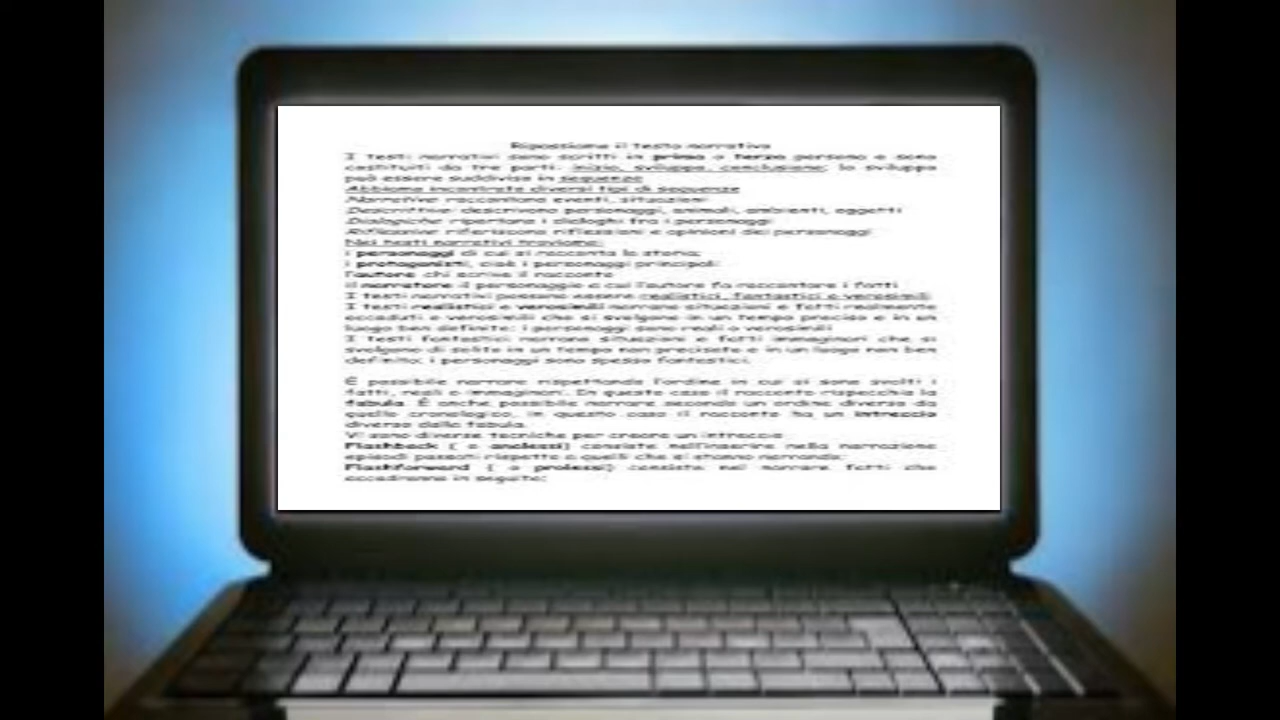 Ripassiamo il testo narrativo
I testi narrativi sono scritti in prima o terza persona e sono
costituiti da tre parti: inizio, sviluppo, conclusione; lo sviluppo
può essere suddiviso in sequenze
Abbiamo incontrato diversi tipi di sequenze
Narrative raccontano eventi, situazioni
Descrittive descrivono personaggi, animali, ambienti, oggetti
Dialogiche riportano i dialoghi fra i personaggi
Riflessive riferiscono riflessioni e opinioni dei personaggi
Nei testi narrativi troviamo:
i personaggi di cui si racconta la storia;
i protagonisti, cioè i personaggi principali
l'autore chi scrive il racconto
il narratore il personaggio a cui l'autore fa raccontare i fatti
I testi narrativi possono essere realistici, fantastici o verosimili
I testi realistici e verosimili narrano situazioni e fatti realmente
accaduti o verosimili che si svolgono in un tempo preciso e in un
luogo ben definito; i personaggi sono reali o verosimili
I testi fantastici narrano situazioni e fatti immaginari che si
svolgono di solito in un tempo non precisato e in un luogo non ben
definito; i personaggi sono spesso fantastici.
È possibile narrare rispettando l'ordine in cui si sono svolti i
fatti, reali o immaginari. In questo caso il racconto rispecchia la
fabula. È anche possibile narrare secondo un ordine diverso da
quello cronologico, in questo caso il racconto ha un intreccio
diverso dalla fabula.
Vi sono diverse tecniche per creare un intreccio
Flashback ( o analessi) consiste nell'inserire nella narrazione
episodi passati rispetto a quelli che si stanno narrando;
Flashforward ( o prolessi) consiste nel narrare fatti che
accadranno in seguito;